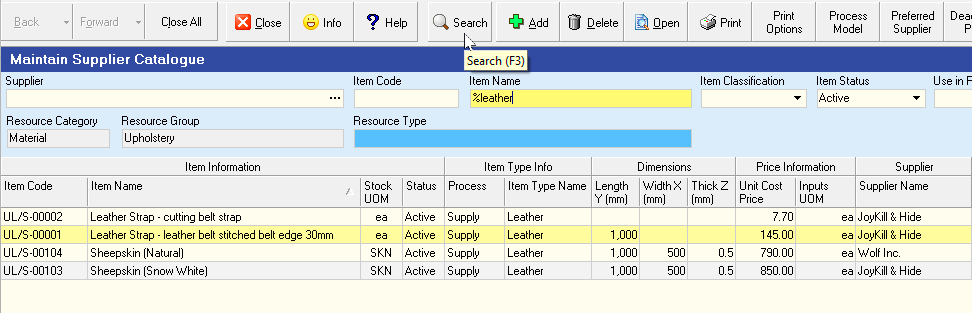 Back Forward Close All Close Info Help Search Add Delete Open Print Print Options Process Model Preferred Supplier
Search (F3)
Maintain Supplier Catalogue
Supplier Item Code Item Name Item Classification Item Status Use in
%leather Active
Resource Category Resource Group Resource Type
Material Upholstery
Item Information Item Type Info Dimensions Price Information Supplier
Item Code Item Name Stock UOM Status Process Item Type Name Length Y (mm) Width X (mm) Thick Z (mm) Unit Cost Price Inputs UOM Supplier Name
UL/S-00002 Leather Strap - cutting belt strap ea Active Supply Leather 7.70 ea JoyKill & Hide
UL/S-00001 Leather Strap - leather belt stitched belt edge 30mm ea Active Supply Leather 1,000 145.00 ea JoyKill & Hide
UL/S-00104 Sheepskin (Natural) SKN Active Supply Leather 1,000 500 0.5 790.00 ea Wolf Inc.
UL/S-00103 Sheepskin (Snow White) SKN Active Supply Leather 1,000 500 0.5 850.00 ea JoyKill & Hide